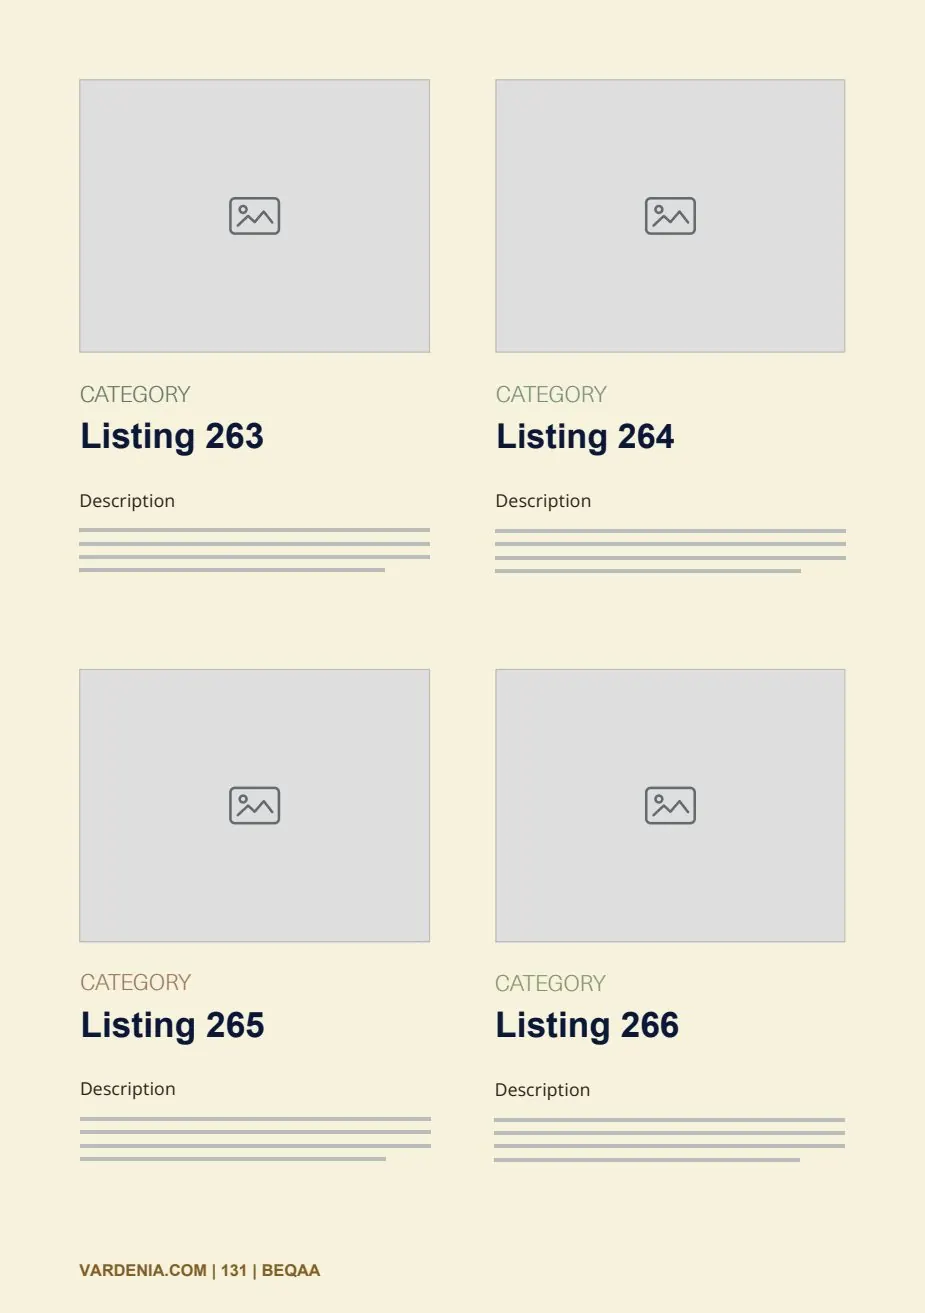 CATEGORY
Listing 263
Description
CATEGORY
Listing 264
Description
CATEGORY
Listing 265
Description
CATEGORY
Listing 266
Description
VARDENIA.COM | 131 | BEQAA